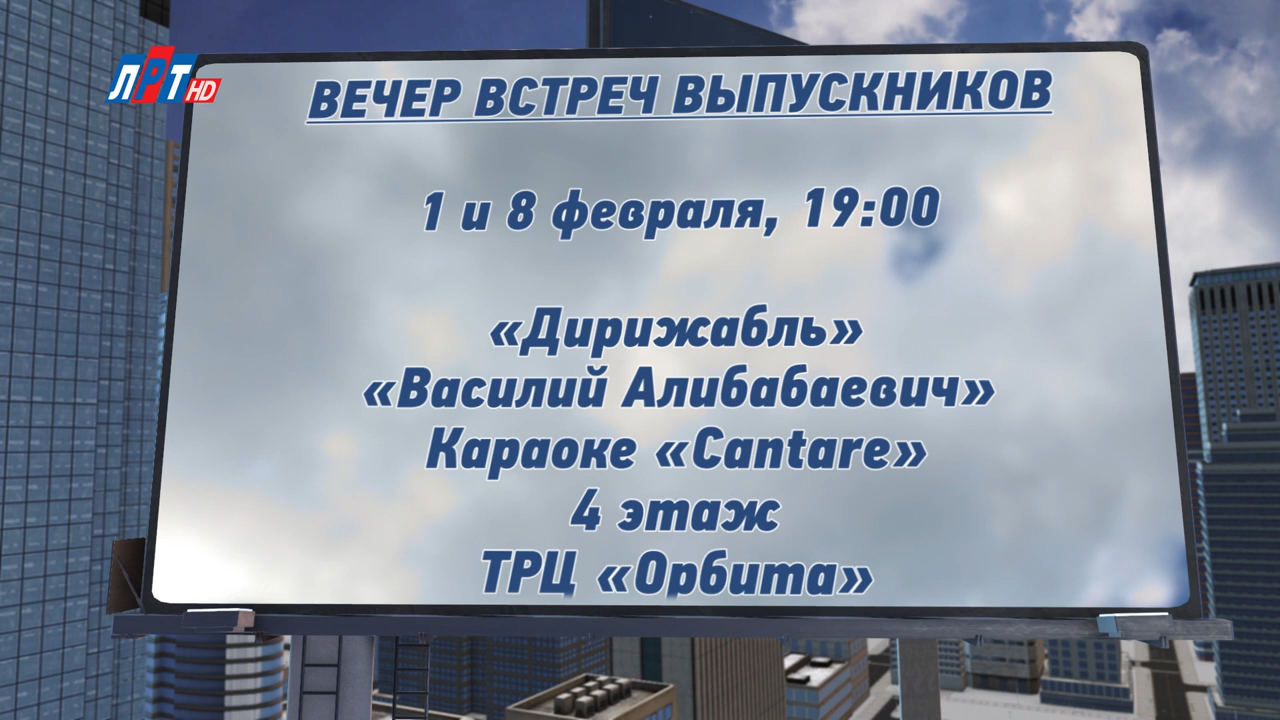 ЛРТ HD
ВЕЧЕР ВСТРЕЧ ВЫПУСКНИКОВ
1 и 8 февраля, 19:00
«Дирижабль»
«Василий Алибабаевич»
Караоке «Cantare»
4 этаж
ТРЦ «Орбита»